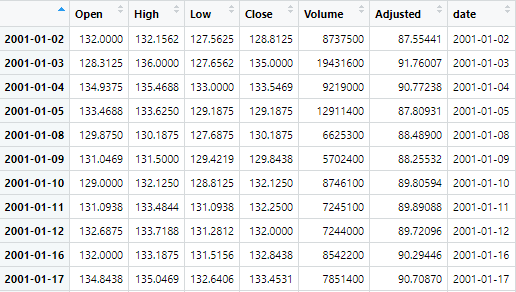 Open High Low Close Volume Adjusted date
2001-01-02 132.0000 132.1562 127.5625 128.8125 8737500 87.55441 2001-01-02
2001-01-03 128.3125 136.0000 127.6562 135.0000 19431600 91.76007 2001-01-03
2001-01-04 134.9375 135.4688 133.0000 133.5469 9219000 90.77238 2001-01-04
2001-01-05 133.4688 133.6250 129.1875 129.1875 12911400 87.80931 2001-01-05
2001-01-08 129.8750 130.1875 127.6875 130.1875 6625300 88.48900 2001-01-08
2001-01-09 131.0469 131.5000 129.4219 129.8438 5702400 88.25532 2001-01-09
2001-01-10 129.0000 132.1250 128.8125 132.1250 8746100 89.80594 2001-01-10
2001-01-11 131.0938 133.4844 131.0938 132.2500 7245100 89.89088 2001-01-11
2001-01-12 132.6875 133.7188 131.2812 132.0000 7244000 89.72096 2001-01-12
2001-01-16 132.0000 133.1875 131.5156 132.8438 8542200 90.29446 2001-01-16
2001-01-17 134.8438 135.0469 132.6406 133.4531 7851400 90.70870 2001-01-17